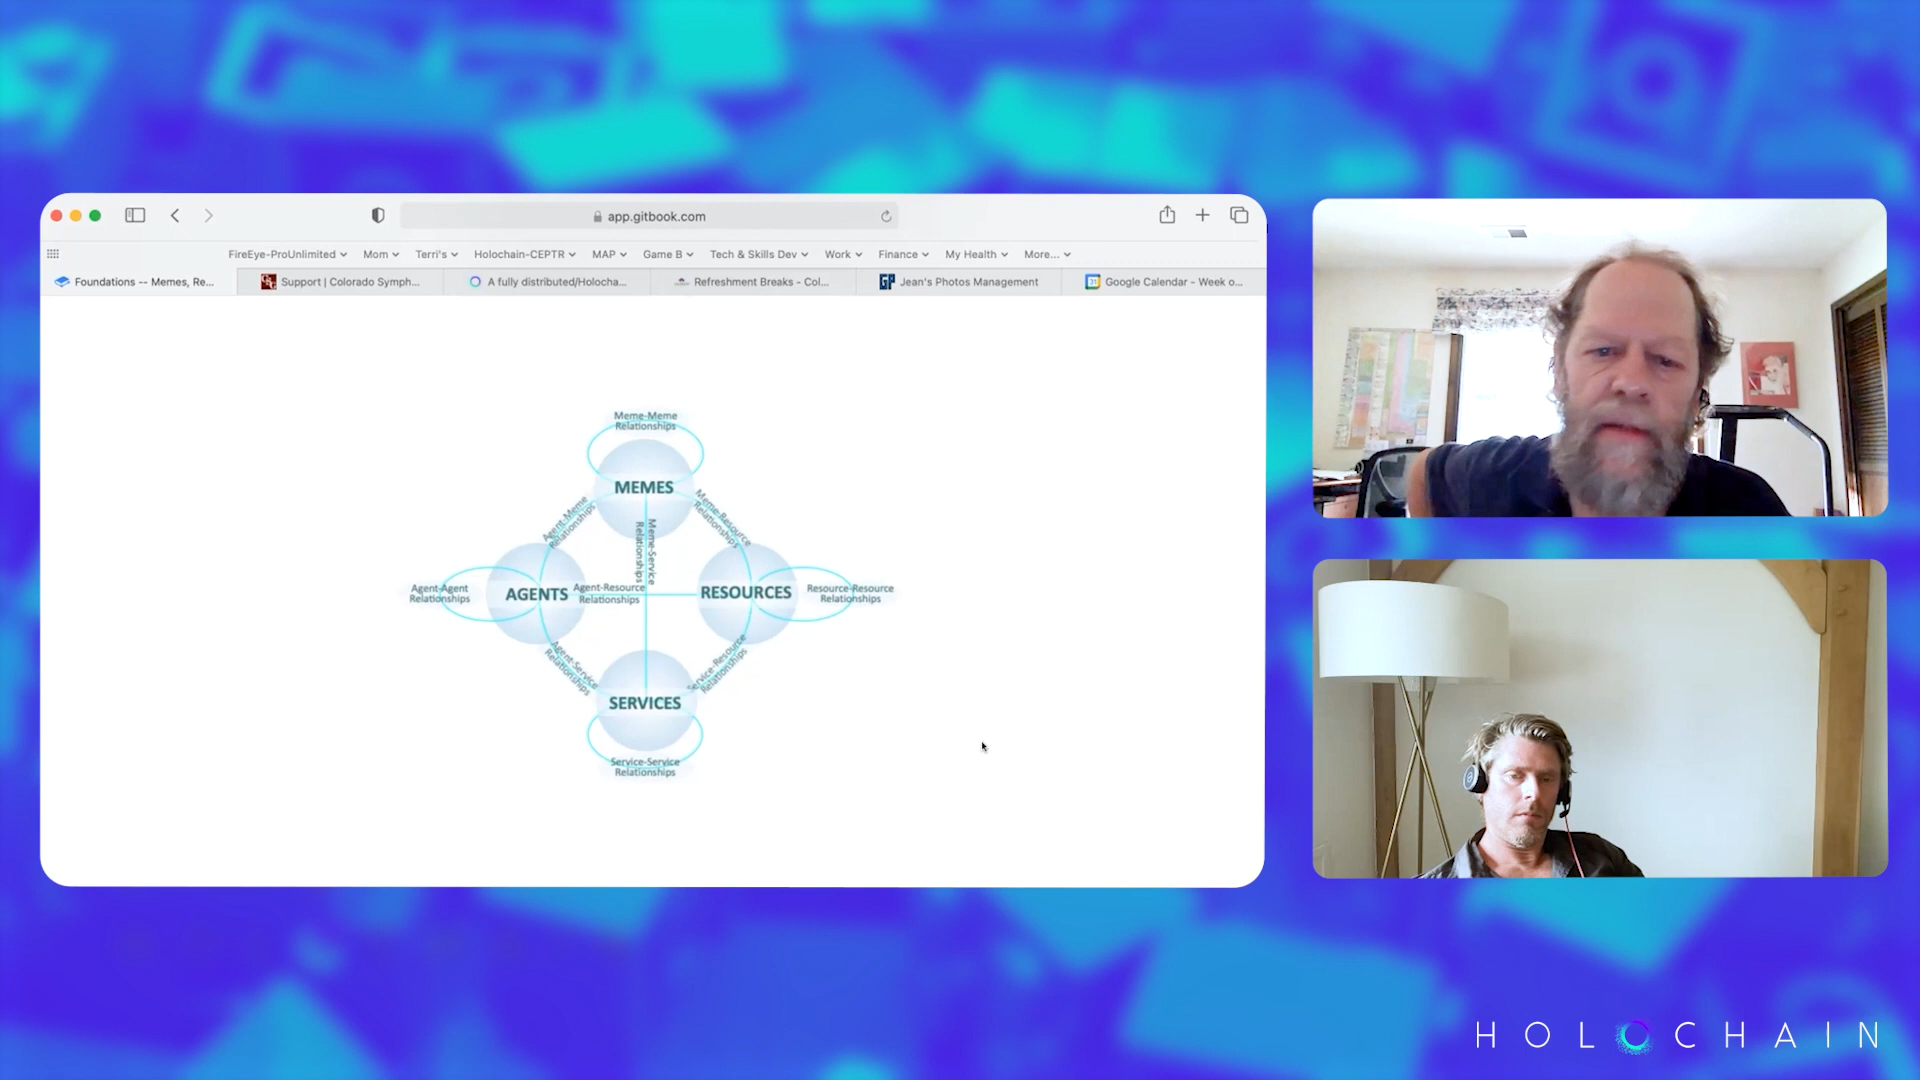 app.gitbook.com
FireEye-ProUnlimited Mom Terri's Holochain-CEPTR MAP Game B Tech & Skills Dev Work Finance My Health More...
Foundations -- Memes, Re... Support | Colorado Symph... A fully distributed/Holocha... Refreshment Breaks - Col... Jean's Photos Management Google Calendar - Week o...
Meme-Meme
Relationships
MEMES
Agent-Meme
Relationships
Meme-Service
Relationships
Meme-Resource
Relationships
Agent-Agent
Relationships
AGENTS
Agent-Resource
Relationships
RESOURCES
Resource-Resource
Relationships
Agent-Service
Relationships
Service-Resource
Relationships
SERVICES
Service-Service
Relationships
HOLOCHAIN